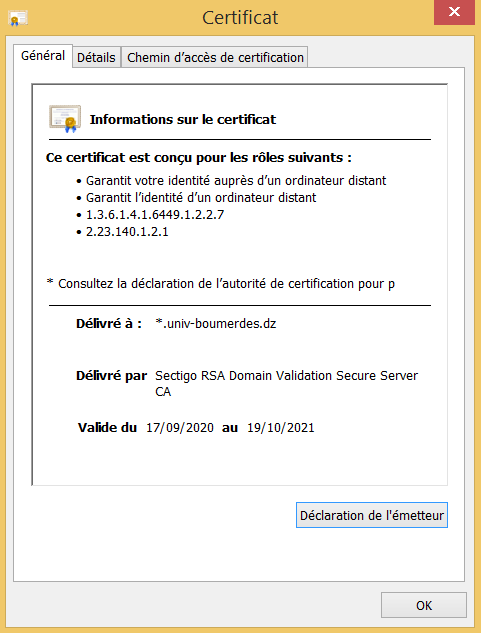 Certificat
Général
Détails
Chemin d’accès de certification
Informations sur le certificat
Ce certificat est conçu pour les rôles suivants :
• Garantit votre identité auprès d’un ordinateur distant
• Garantit l’identité d’un ordinateur distant
• 1.3.6.1.4.1.6449.1.2.2.7
• 2.23.140.1.2.1
* Consultez la déclaration de l’autorité de certification pour p
Délivré à : *.univ-boumerdes.dz
Délivré par Sectigo RSA Domain Validation Secure Server
CA
Valide du 17/09/2020 au 19/10/2021
Déclaration de l'émetteur
OK